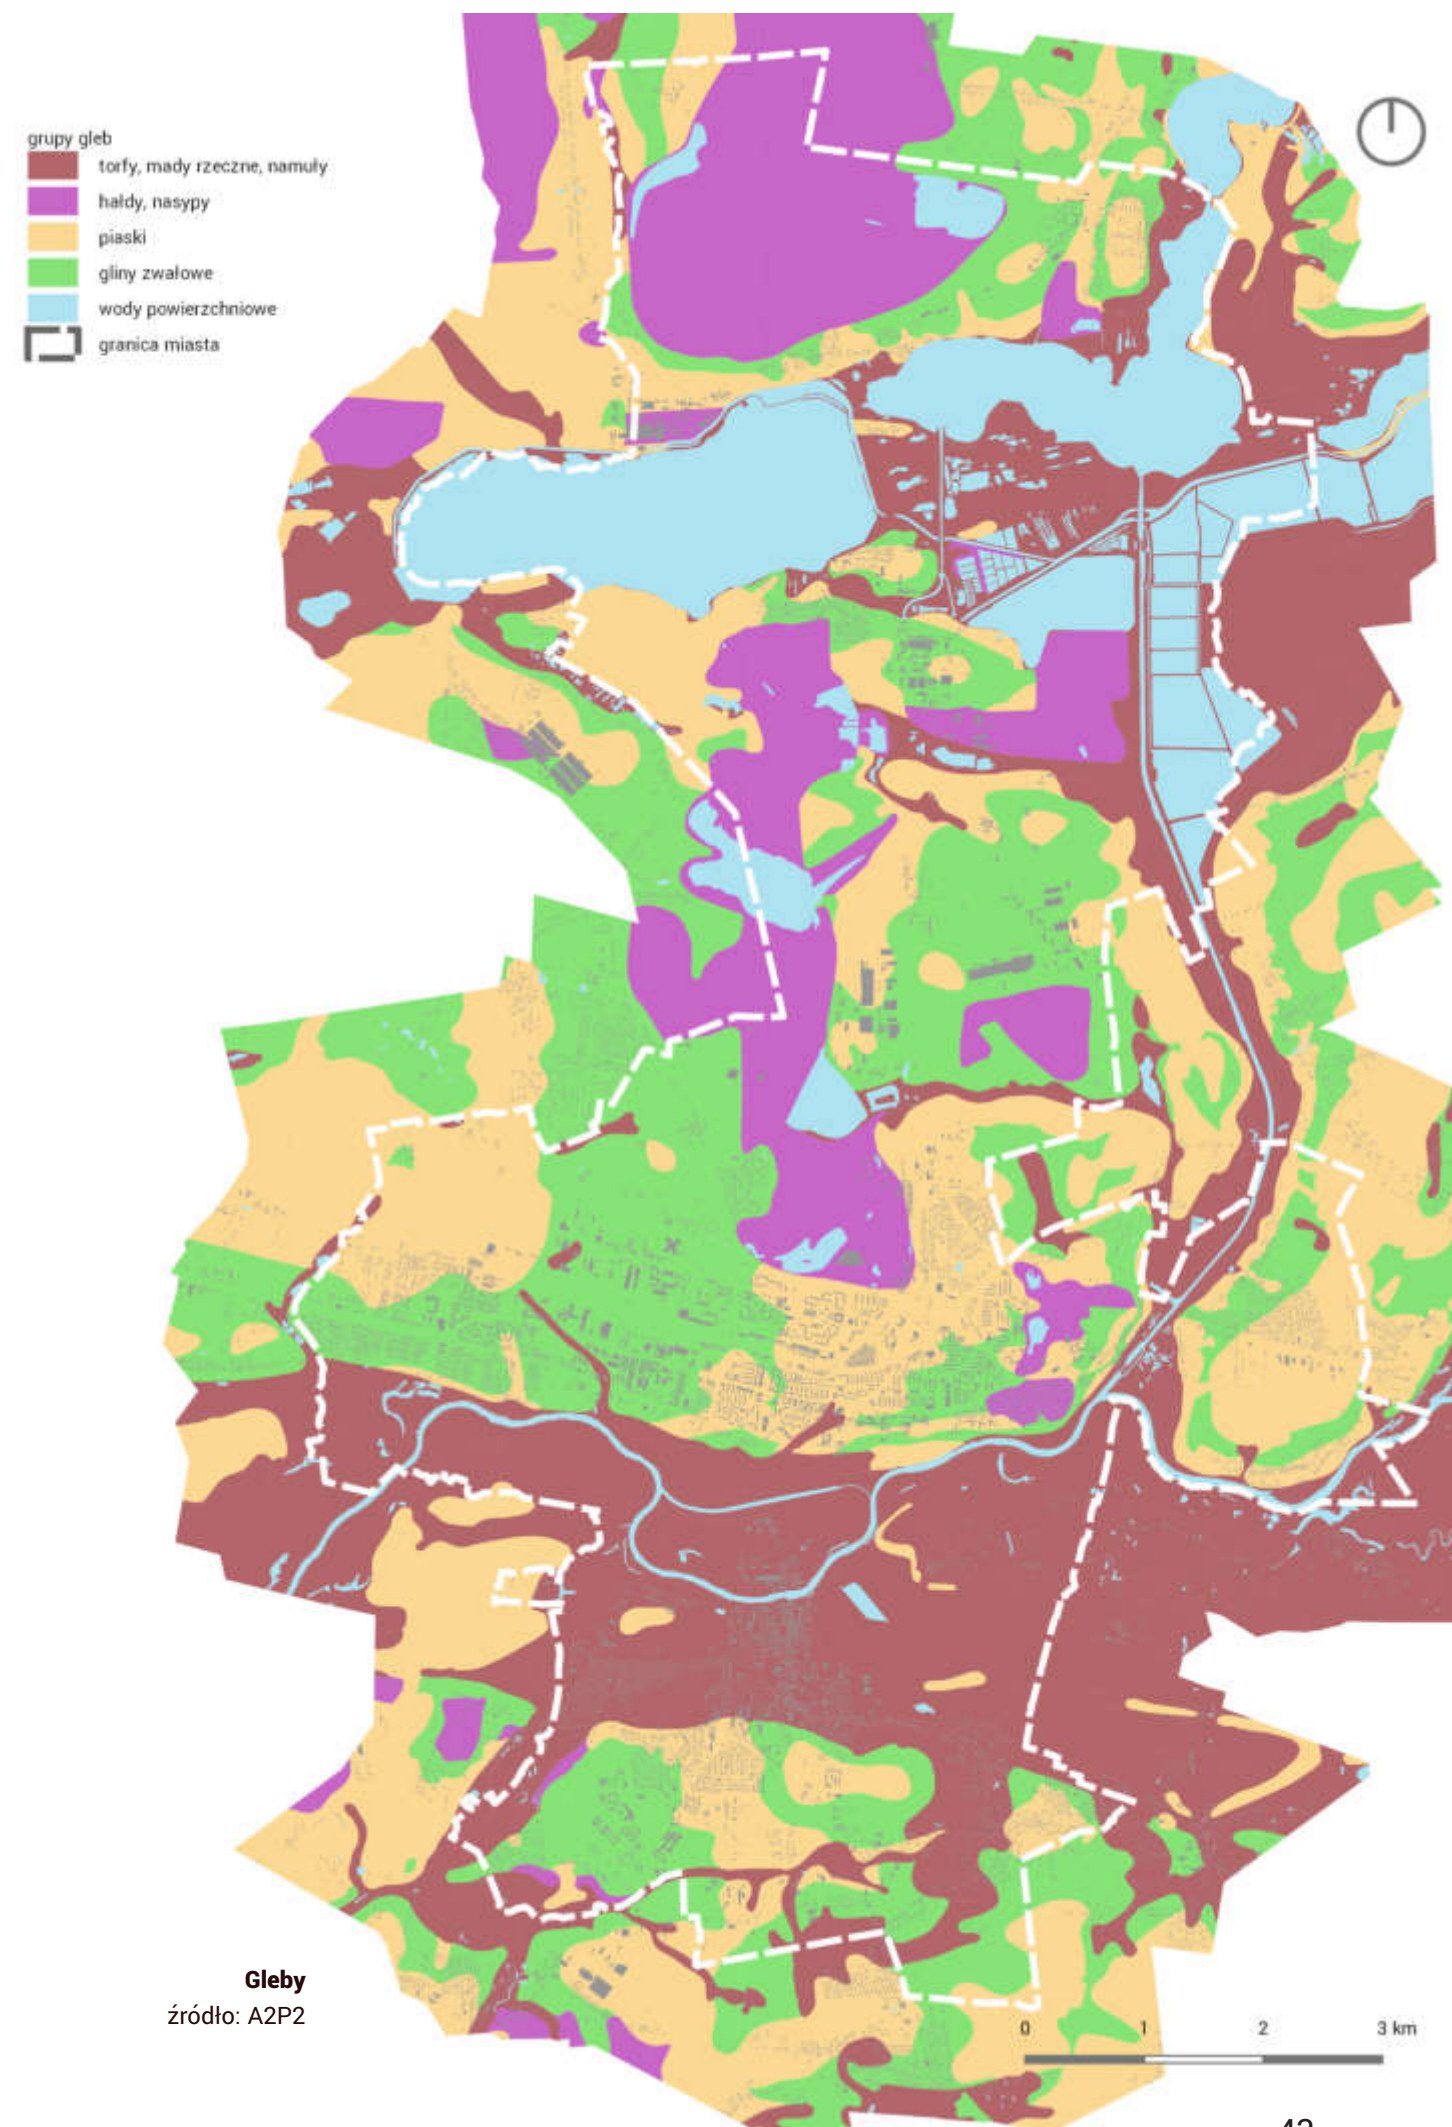 grupy gleb
torfy, mady rzeczne, namuły
hałdy, nasypy
piaski
gliny zwałowe
wody powierzchniowe
granica miasta
Gleby
źródło: A2P2
0 1 2 3 km